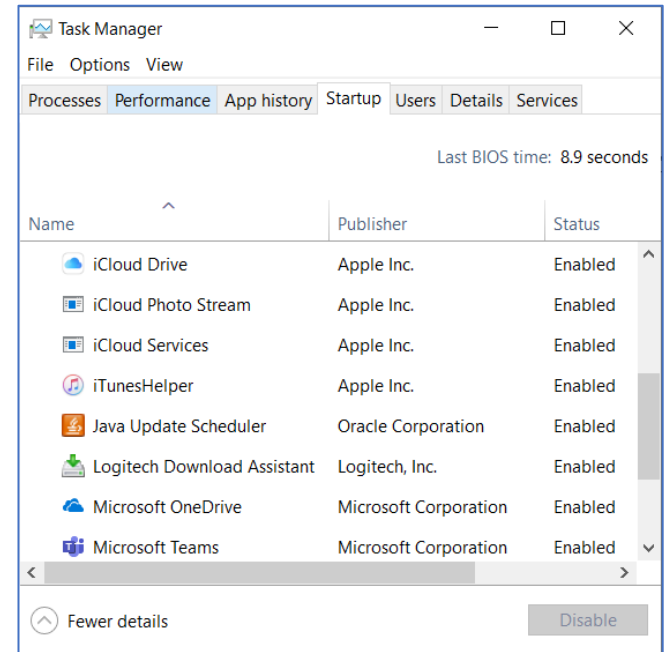 Task Manager
File Options View
Processes Performance App history Startup Users Details Services
Last BIOS time: 8.9 seconds
Name Publisher Status
iCloud Drive Apple Inc. Enabled
iCloud Photo Stream Apple Inc. Enabled
iCloud Services Apple Inc. Enabled
iTunesHelper Apple Inc. Enabled
Java Update Scheduler Oracle Corporation Enabled
Logitech Download Assistant Logitech, Inc. Enabled
Microsoft OneDrive Microsoft Corporation Enabled
Microsoft Teams Microsoft Corporation Enabled
Fewer details Disable